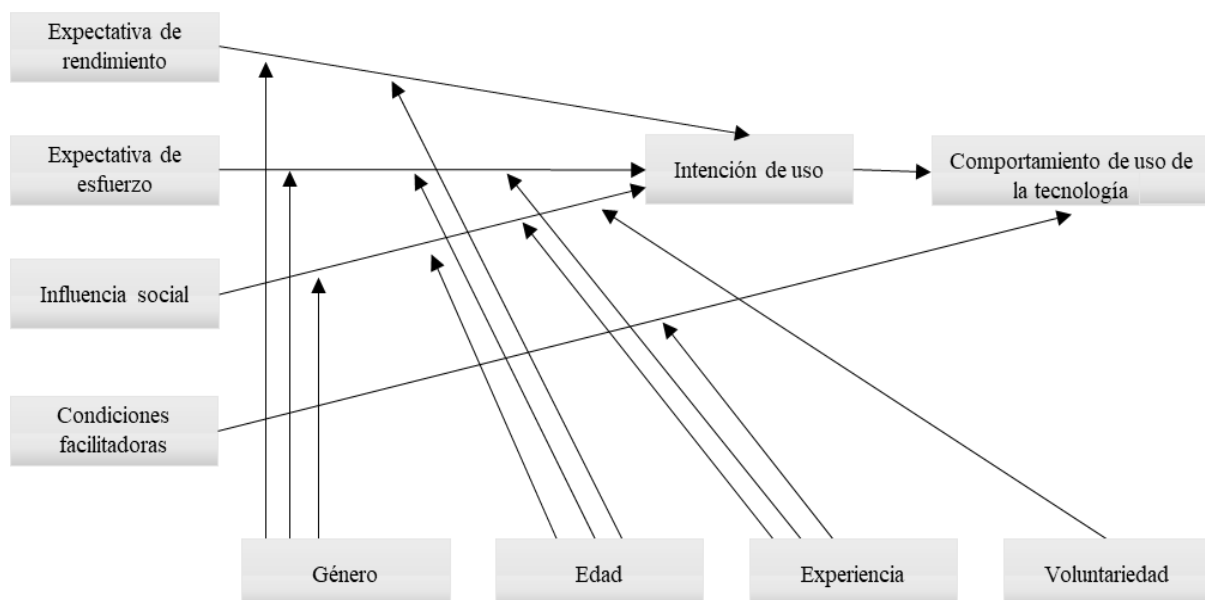 Expectativa de
rendimiento
Expectativa de
esfuerzo
Intención de uso
Comportamiento de uso de
la tecnología
Influencia social
Condiciones
facilitadoras
Género
Edad
Experiencia
Voluntariedad